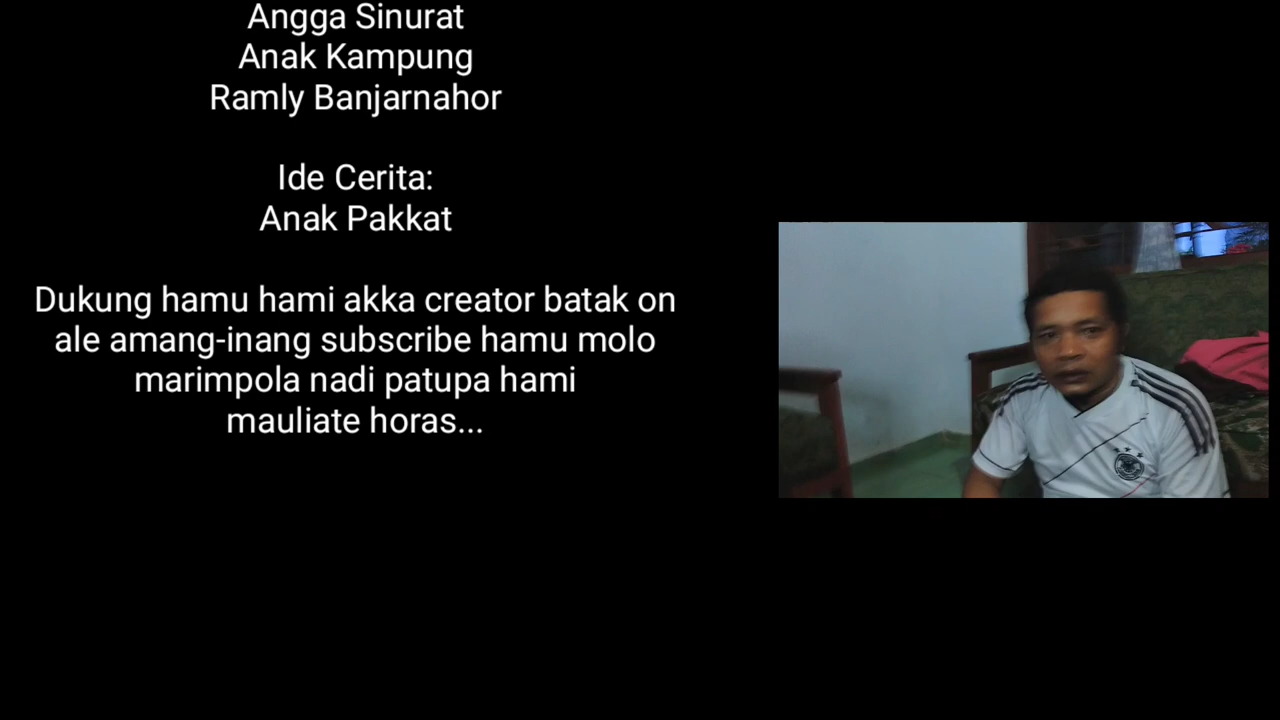 Angga Sinurat
Anak Kampung
Ramly Banjarnahor
Ide Cerita:
Anak Pakkat
Dukung hamu hami akka creator batak on
ale amang-inang subscribe hamu molo
marimpola nadi patupa hami
mauliate horas...